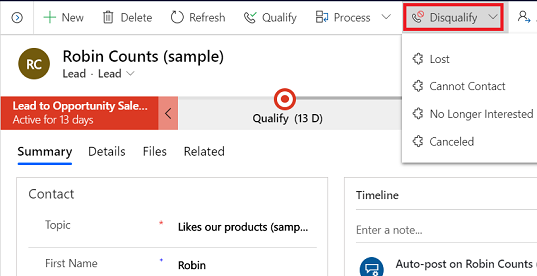 New Delete Refresh Qualify Process Disqualify
RC
Robin Counts (sample)
Lead · Lead
Lost
Cannot Contact
No Longer Interested
Canceled
Lead to Opportunity Sale...
Active for 13 days
Qualify (13 D)
Summary Details Files Related
Contact
Timeline
Topic * Likes our products (samp...
Enter a note...
First Name * Robin
Auto-post on Robin Counts (